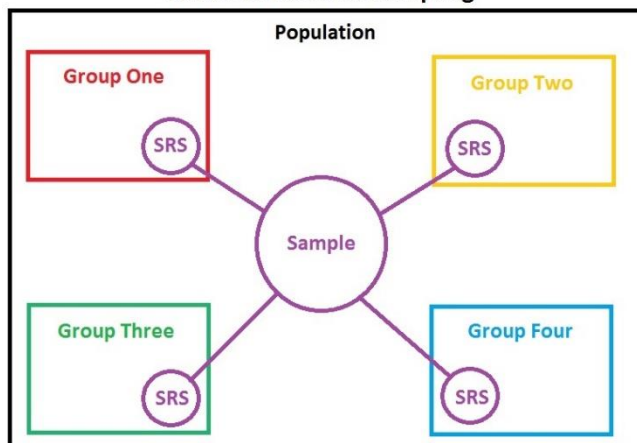 Population
Group One
Group Two
SRS
SRS
Sample
Group Three
Group Four
SRS
SRS